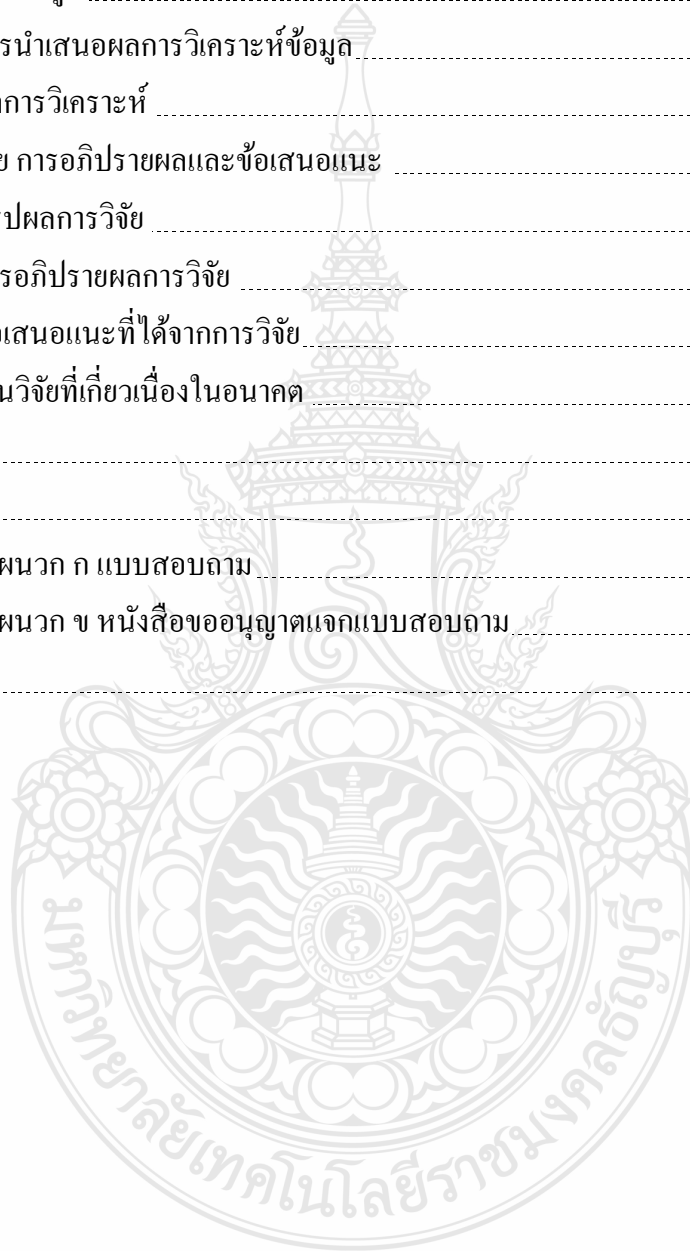 รนำเสนอผลการวิเคราะห์ข้อมูล
การวิเคราะห์
ย การอภิปรายผลและข้อเสนอแนะ
ปผลการวิจัย
รอภิปรายผลการวิจัย
เสนอแนะที่ได้จากการวิจัย
นวิจัยที่เกี่ยวเนื่องในอนาคต
ผนวก ก แบบสอบถาม
ผนวก ข หนังสือขออนุญาตแจกแบบสอบถาม
มหาวิทยาลัยเทคโนโลยีราชมงคลธัญบุรี